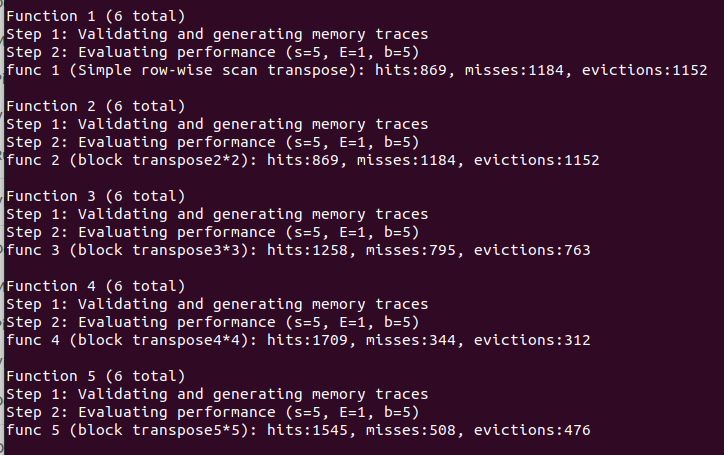 Function 1 (6 total)
Step 1: Validating and generating memory traces
Step 2: Evaluating performance (s=5, E=1, b=5)
func 1 (Simple row-wise scan transpose): hits:869, misses:1184, evictions:1152
Function 2 (6 total)
Step 1: Validating and generating memory traces
Step 2: Evaluating performance (s=5, E=1, b=5)
func 2 (block transpose2*2): hits:869, misses:1184, evictions:1152
Function 3 (6 total)
Step 1: Validating and generating memory traces
Step 2: Evaluating performance (s=5, E=1, b=5)
func 3 (block transpose3*3): hits:1258, misses:795, evictions:763
Function 4 (6 total)
Step 1: Validating and generating memory traces
Step 2: Evaluating performance (s=5, E=1, b=5)
func 4 (block transpose4*4): hits:1709, misses:344, evictions:312
Function 5 (6 total)
Step 1: Validating and generating memory traces
Step 2: Evaluating performance (s=5, E=1, b=5)
func 5 (block transpose5*5): hits:1545, misses:508, evictions:476